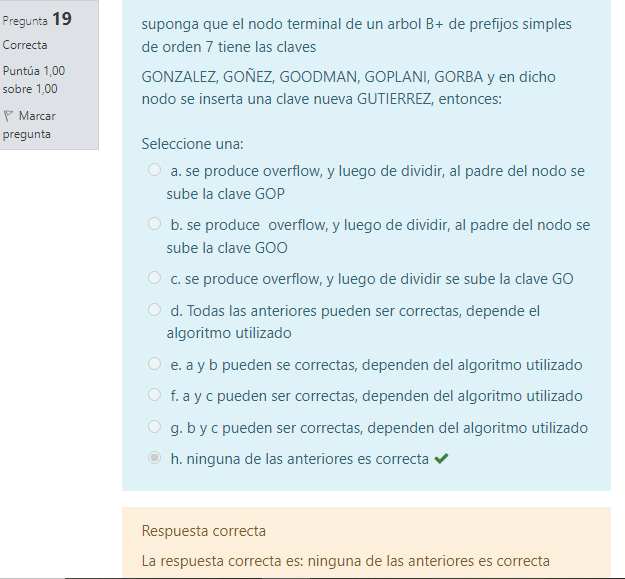 Pregunta 19
Correcta
Puntúa 1,00
sobre 1,00
Marcar
pregunta
suponga que el nodo terminal de un arbol B+ de prefijos simples
de orden 7 tiene las claves
GONZALEZ, GOÑEZ, GOODMAN, GOPLANI, GORBA y en dicho
nodo se inserta una clave nueva GUTIERREZ, entonces:
Seleccione una:
a. se produce overflow, y luego de dividir, al padre del nodo se
sube la clave GOP
b. se produce  overflow, y luego de dividir, al padre del nodo se
sube la clave GOO
c. se produce overflow, y luego de dividir se sube la clave GO
d. Todas las anteriores pueden ser correctas, depende el
algoritmo utilizado
e. a y b pueden se correctas, dependen del algoritmo utilizado
f. a y c pueden ser correctas, dependen del algoritmo utilizado
g. b y c pueden ser correctas, dependen del algoritmo utilizado
h. ninguna de las anteriores es correcta
Respuesta correcta
La respuesta correcta es: ninguna de las anteriores es correcta